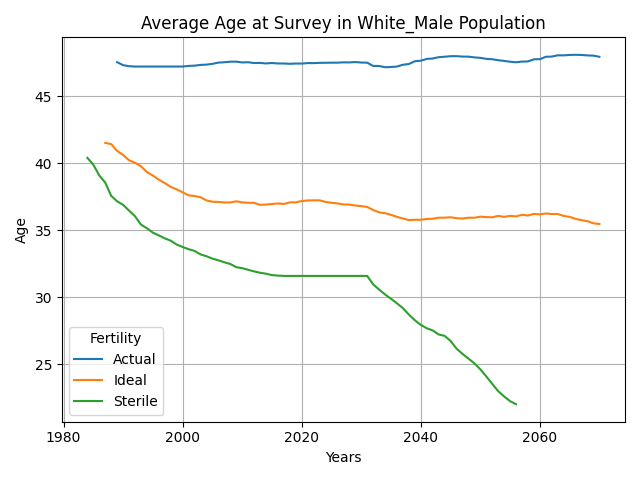 Average Age at Survey in White_Male Population
Age
45
40
35
30
25
Fertility
Actual
Ideal
Sterile
1980
2000
2020
2040
2060
Years